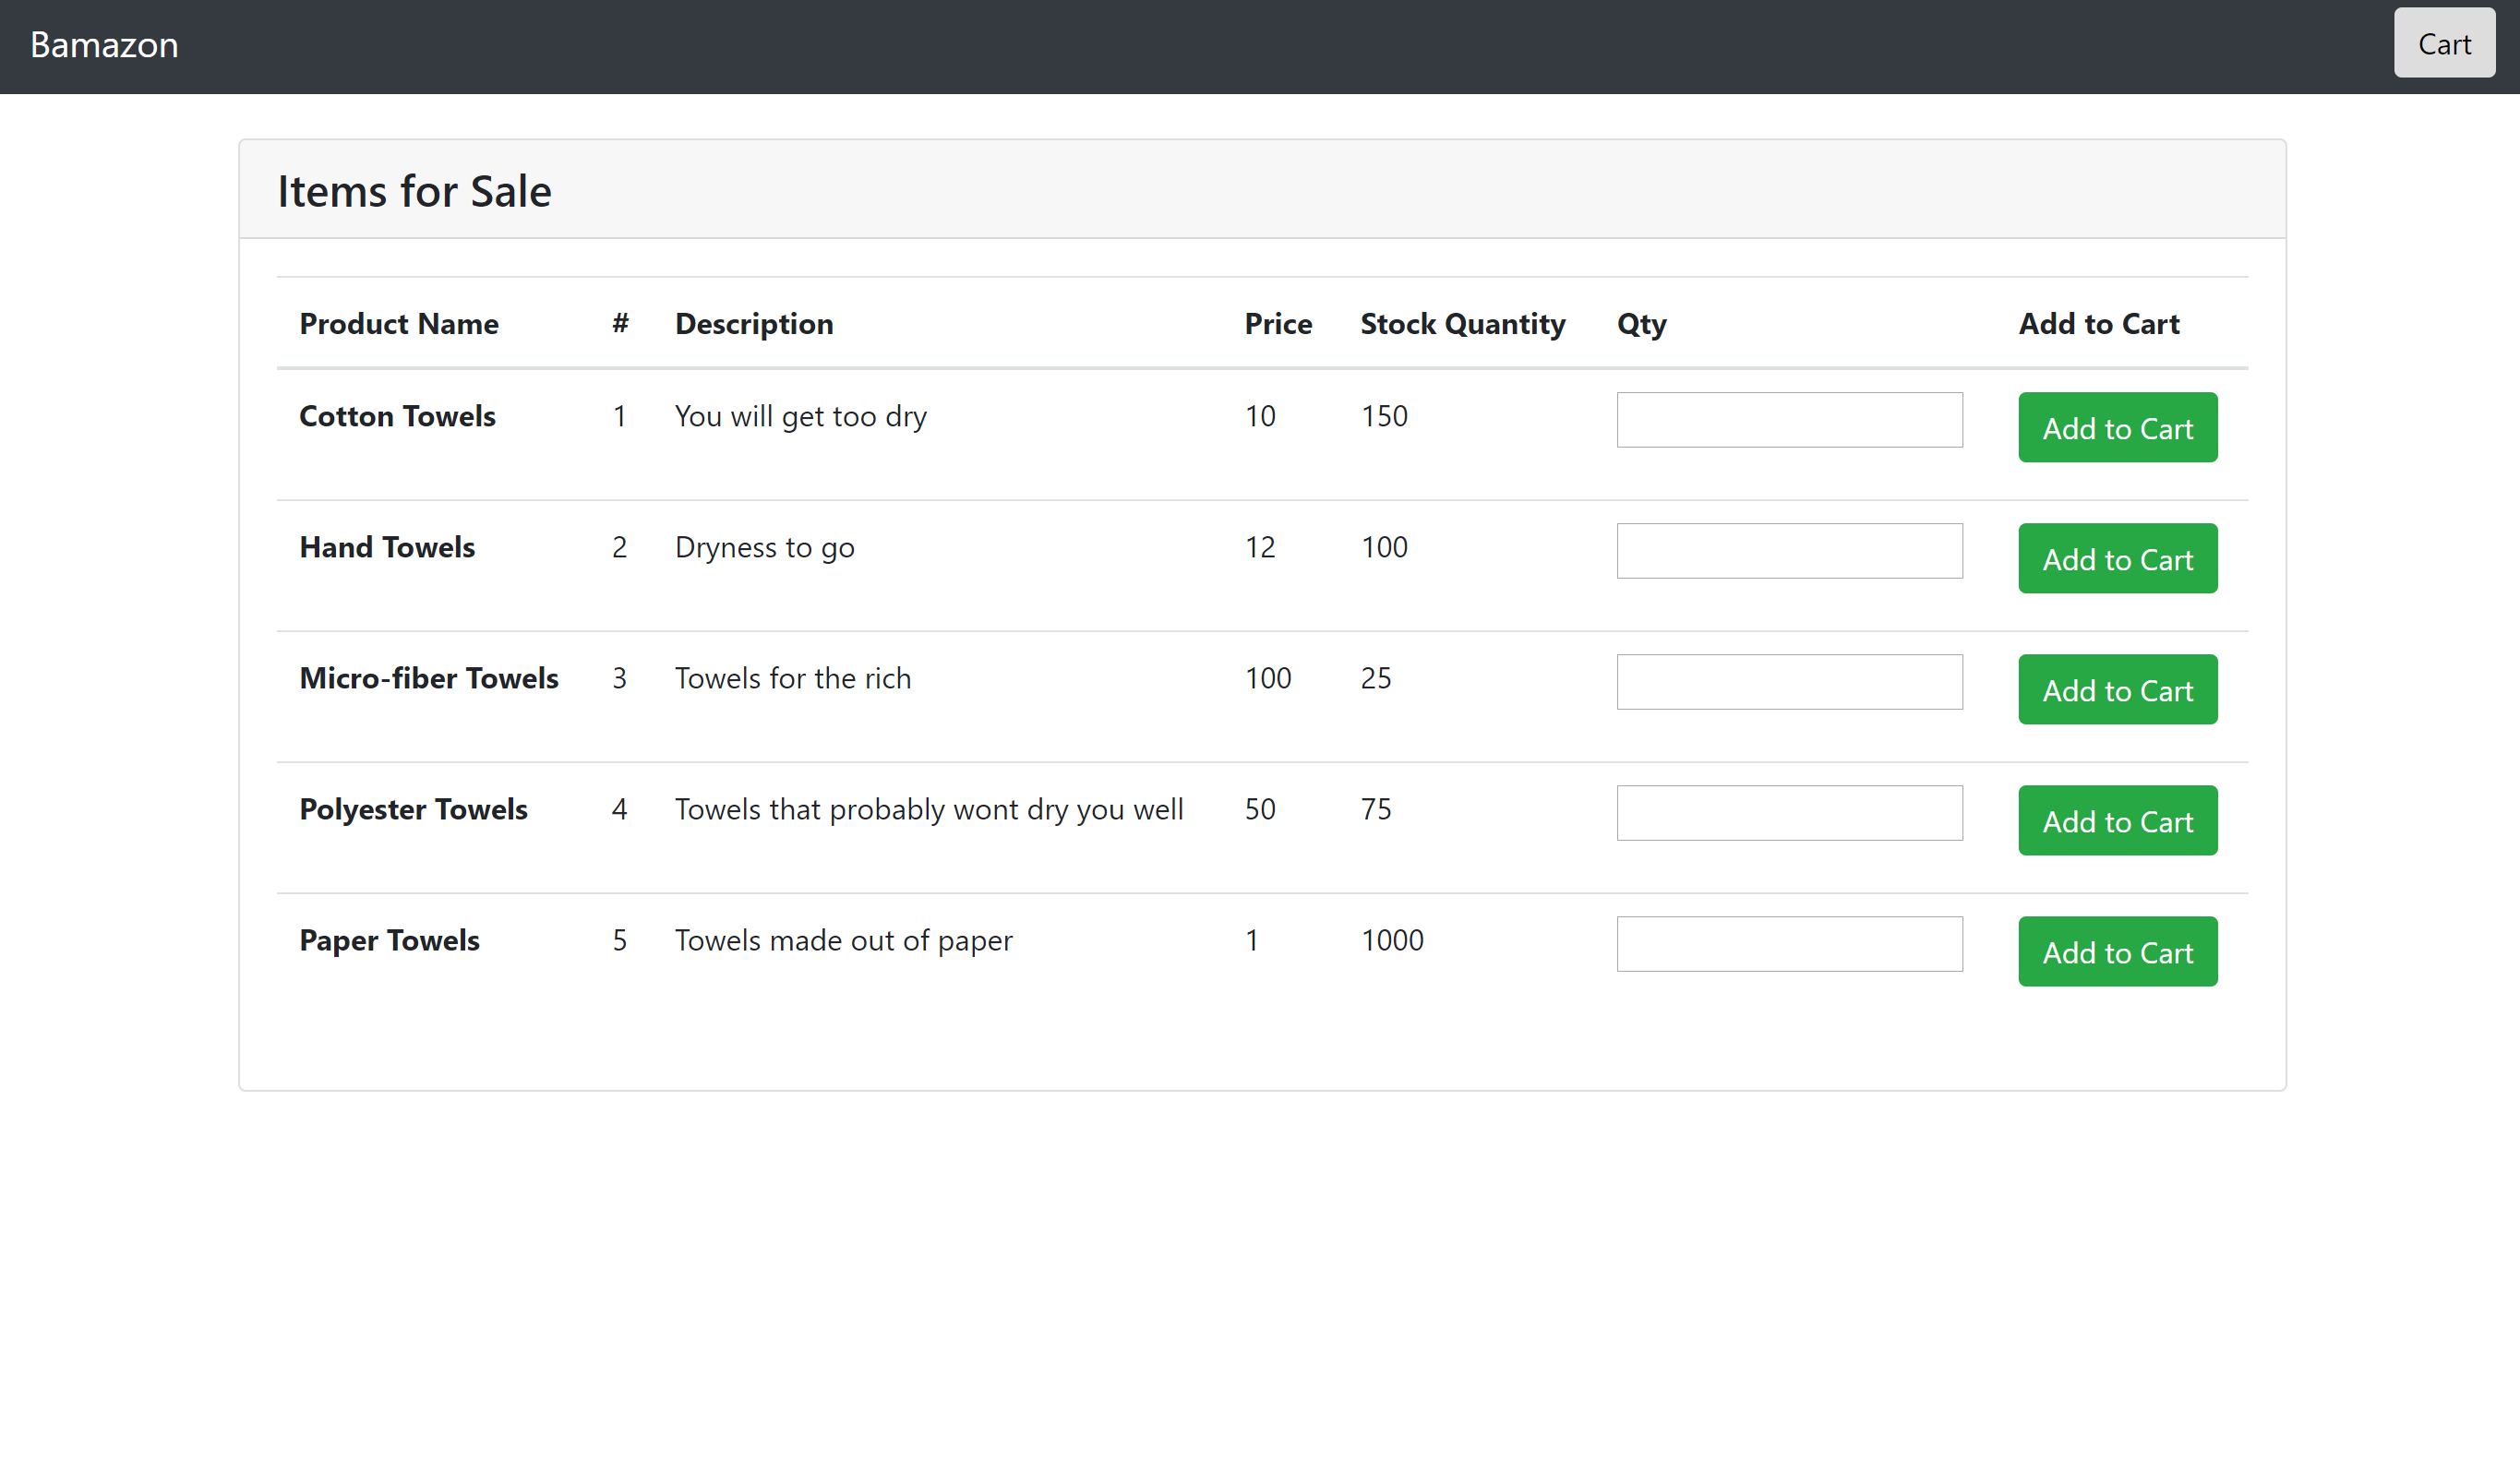 Bamazon Cart
Items for Sale
Product Name # Description Price Stock Quantity Qty Add to Cart
Cotton Towels 1 You will get too dry 10 150 Add to Cart
Hand Towels 2 Dryness to go 12 100 Add to Cart
Micro-fiber Towels 3 Towels for the rich 100 25 Add to Cart
Polyester Towels 4 Towels that probably wont dry you well 50 75 Add to Cart
Paper Towels 5 Towels made out of paper 1 1000 Add to Cart